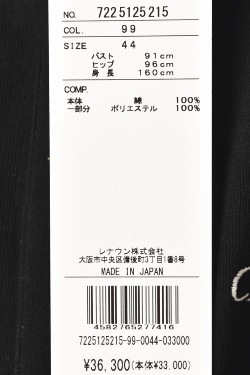 NO. 7225125215
COL. 99
SIZE 44
バスト 91cm
ヒップ 96cm
身長 160cm
COMP.
本体 綿 100%
一部分 ポリエステル 100%
レナウン株式会社
大阪市中央区備後町3丁目1番8号
MADE IN JAPAN
4582765277416
7225125215-99-0044-033000
¥36,300(本体¥33,000)